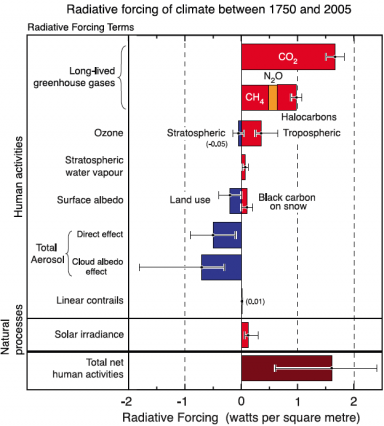 Radiative forcing of climate between 1750 and 2005
Radiative Forcing Terms
CO2
Long-lived
greenhouse gases
N2O
CH4
Halocarbons
Ozone
Stratospheric
(-0.05)
Tropospheric
Stratospheric
water vapour
Surface albedo
Land use
Black carbon
on snow
Human activities
Total
Aerosol
Direct effect
Cloud albedo
effect
Linear contrails
(0.01)
Natural
processes
Solar irradiance
Total net
human activities
-2 -1 0 1 2
Radiative Forcing (watts per square metre)